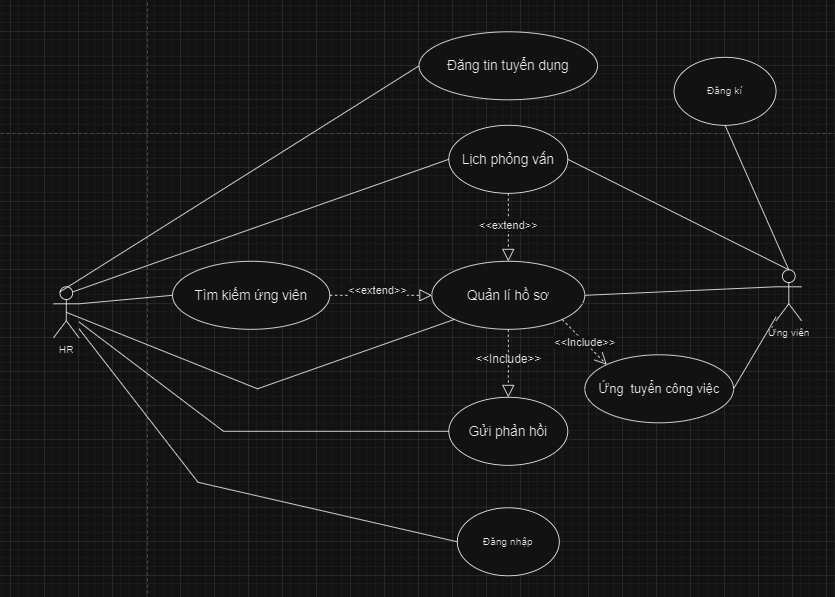 Đăng tin tuyển dụng
Đăng kí
Lịch phỏng vấn
<<extend>>
Tìm kiếm ứng viên
<<extend>>
Quản lí hồ sơ
HR
Ứng viên
<<Include>>
<<Include>>
Ứng tuyển công việc
Gửi phản hồi
Đăng nhập